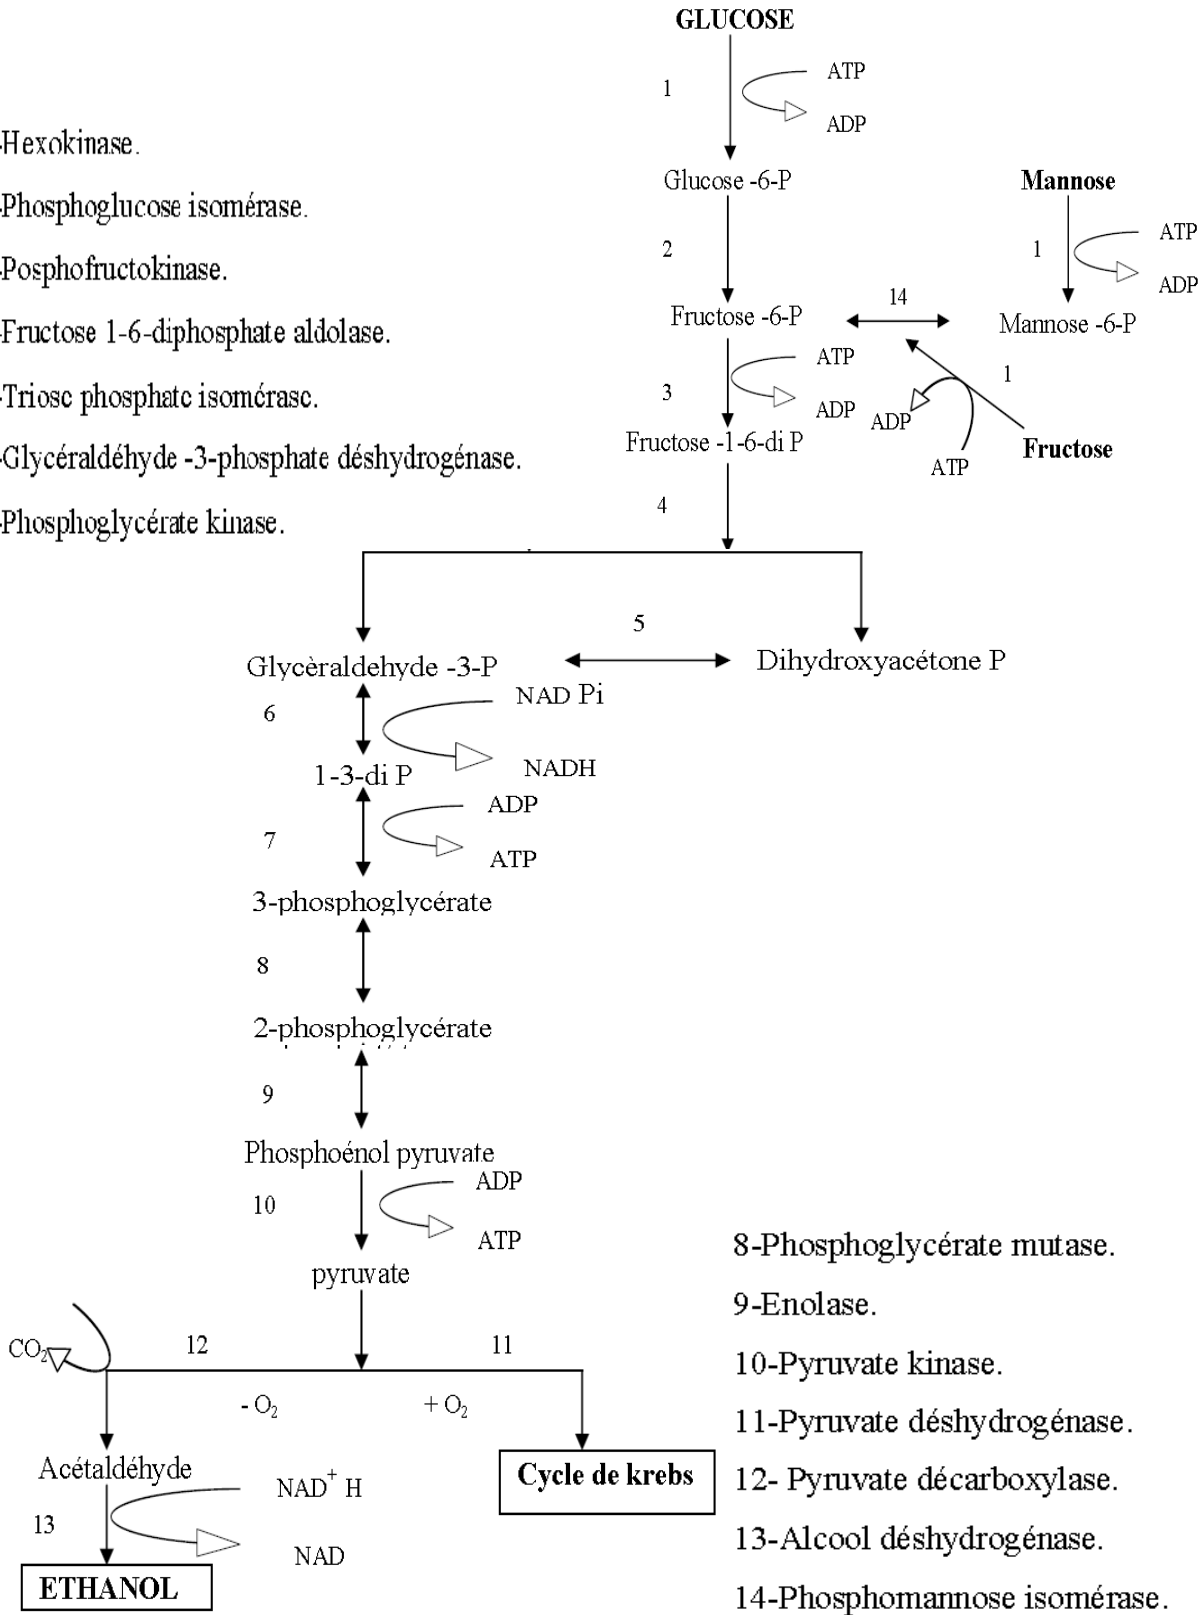 GLUCOSE
1
ATP
ADP
-Hexokinase.
-Phosphoglucose isomérase.
-Posphofructokinase.
-Fructose 1-6-diphosphate aldolase.
-Triose phosphate isomérase.
-Glycéraldéhyde -3-phosphate déshydrogénase.
-Phosphoglycérate kinase.
Glucose -6-P
Mannose
2
1
ATP
ADP
Fructose -6-P
14
Mannose -6-P
3
ATP
ADP
ADP
ATP
1
Fructose
Fructose -1-6-di P
4
5
Glycèraldehyde -3-P
Dihydroxyacétone P
6
NAD Pi
NADH
1-3-di P
7
ADP
ATP
3-phosphoglycérate
8
2-phosphoglycérate
9
Phosphoénol pyruvate
10
ADP
ATP
pyruvate
CO2
12
11
- O2
+ O2
Acétaldéhyde
Cycle de krebs
13
NAD+ H
NAD
ETHANOL
8-Phosphoglycérate mutase.
9-Enolase.
10-Pyruvate kinase.
11-Pyruvate déshydrogénase.
12- Pyruvate décarboxylase.
13-Alcool déshydrogénase.
14-Phosphomannose isomérase.